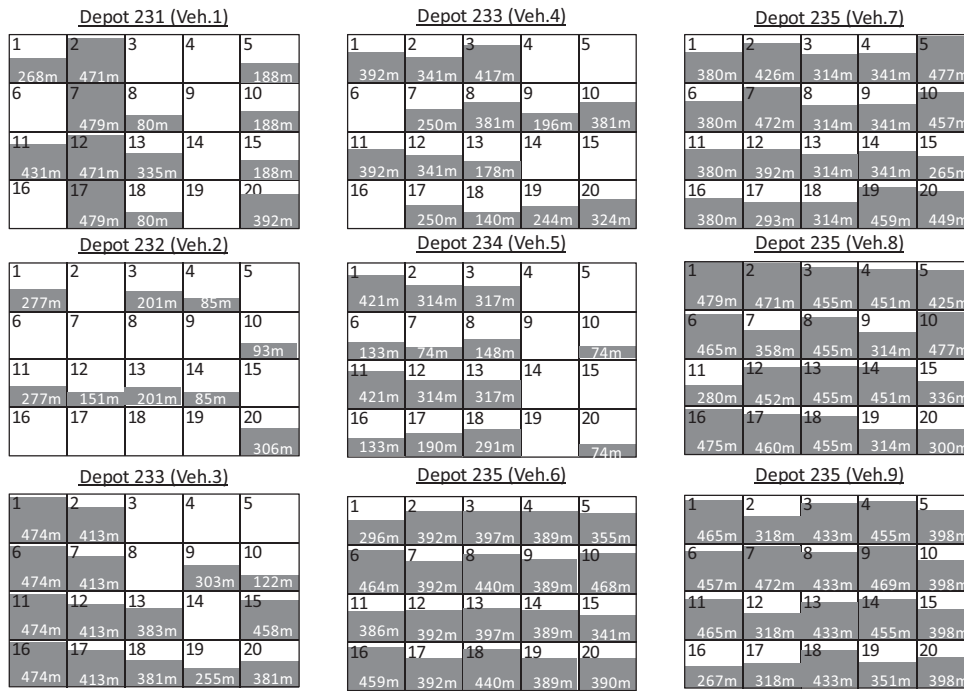 Depot 231 (Veh.1)
1 2 3 4 5
268m 471m 188m
6 7 8 9 10
479m 80m 188m
11 12 13 14 15
431m 471m 335m 188m
16 17 18 19 20
479m 80m 392m
Depot 233 (Veh.4)
1 2 3 4 5
392m 341m 417m
6 7 8 9 10
250m 381m 196m 381m
11 12 13 14 15
392m 341m 178m
16 17 18 19 20
250m 140m 244m 324m
Depot 235 (Veh.7)
1 2 3 4 5
380m 426m 314m 341m 477m
6 7 8 9 10
380m 472m 314m 341m 457m
11 12 13 14 15
380m 392m 314m 341m 265m
16 17 18 19 20
380m 293m 314m 459m 449m
Depot 232 (Veh.2)
1 2 3 4 5
277m 201m 85m
6 7 8 9 10
93m
11 12 13 14 15
277m 151m 201m 85m
16 17 18 19 20
306m
Depot 234 (Veh.5)
1 2 3 4 5
421m 314m 317m
6 7 8 9 10
133m 74m 148m 74m
11 12 13 14 15
421m 314m 317m
16 17 18 19 20
133m 190m 291m 74m
Depot 235 (Veh.8)
1 2 3 4 5
479m 471m 455m 451m 425m
6 7 8 9 10
465m 358m 455m 314m 477m
11 12 13 14 15
280m 452m 455m 451m 336m
16 17 18 19 20
475m 460m 455m 314m 300m
Depot 233 (Veh.3)
1 2 3 4 5
474m 413m
6 7 8 9 10
474m 413m 303m 122m
11 12 13 14 15
474m 413m 383m 458m
16 17 18 19 20
474m 413m 381m 255m 381m
Depot 235 (Veh.6)
1 2 3 4 5
296m 392m 397m 389m 355m
6 7 8 9 10
464m 392m 440m 389m 468m
11 12 13 14 15
386m 392m 397m 389m 341m
16 17 18 19 20
459m 392m 440m 389m 390m
Depot 235 (Veh.9)
1 2 3 4 5
465m 318m 433m 455m 398m
6 7 8 9 10
457m 472m 433m 469m 398m
11 12 13 14 15
465m 318m 433m 455m 398m
16 17 18 19 20
267m 318m 433m 351m 398m